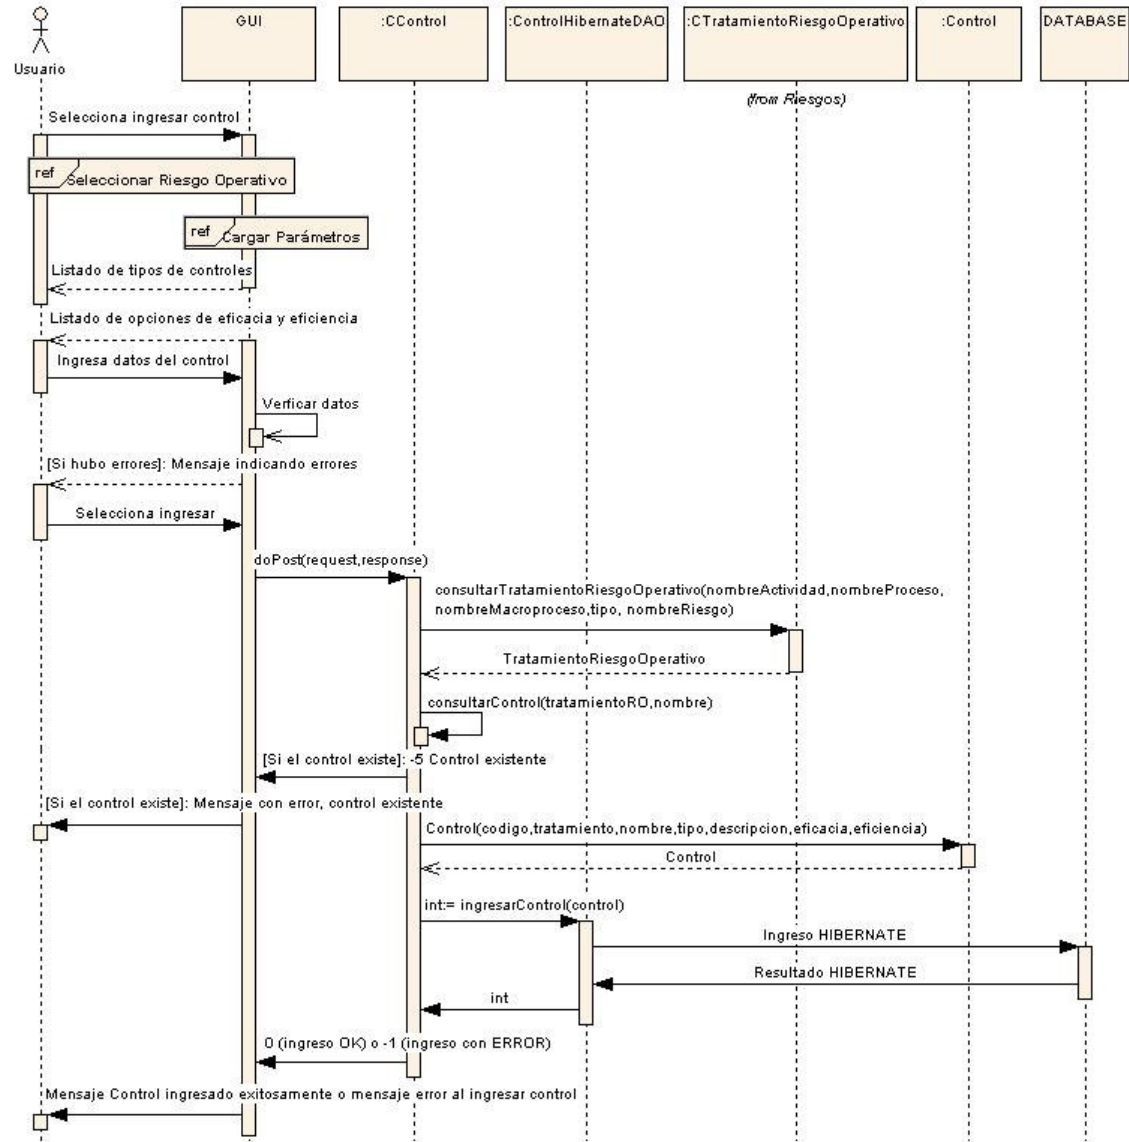 GUI
:CControl
:ControlHibernateDAO
:CTratamientoRiesgoOperativo
:Control
DATABASE
Usuario
(from Riesgos)
Selecciona ingresar control
ref
Seleccionar Riesgo Operativo
ref
Cargar Parámetros
Listado de tipos de controles
Listado de opciones de eficacia y eficiencia
Ingresa datos del control
Verficar datos
[Si hubo errores]: Mensaje indicando errores
Selecciona ingresar
doPost(request,response)
consultarTratamientoRiesgoOperativo(nombreActividad,nombreProceso,
nombreMacroproceso,tipo, nombreRiesgo)
TratamientoRiesgoOperativo
consultarControl(tratamientoRO,nombre)
[Si el control existe]: -5 Control existente
[Si el control existe]: Mensaje con error, control existente
Control(codigo,tratamiento,nombre,tipo,descripcion,eficacia,eficiencia)
Control
int:= ingresarControl(control)
Ingreso HIBERNATE
Resultado HIBERNATE
int
0 (ingreso OK) o -1 (ingreso con ERROR)
Mensaje Control ingresado exitosamente o mensaje error al ingresar control